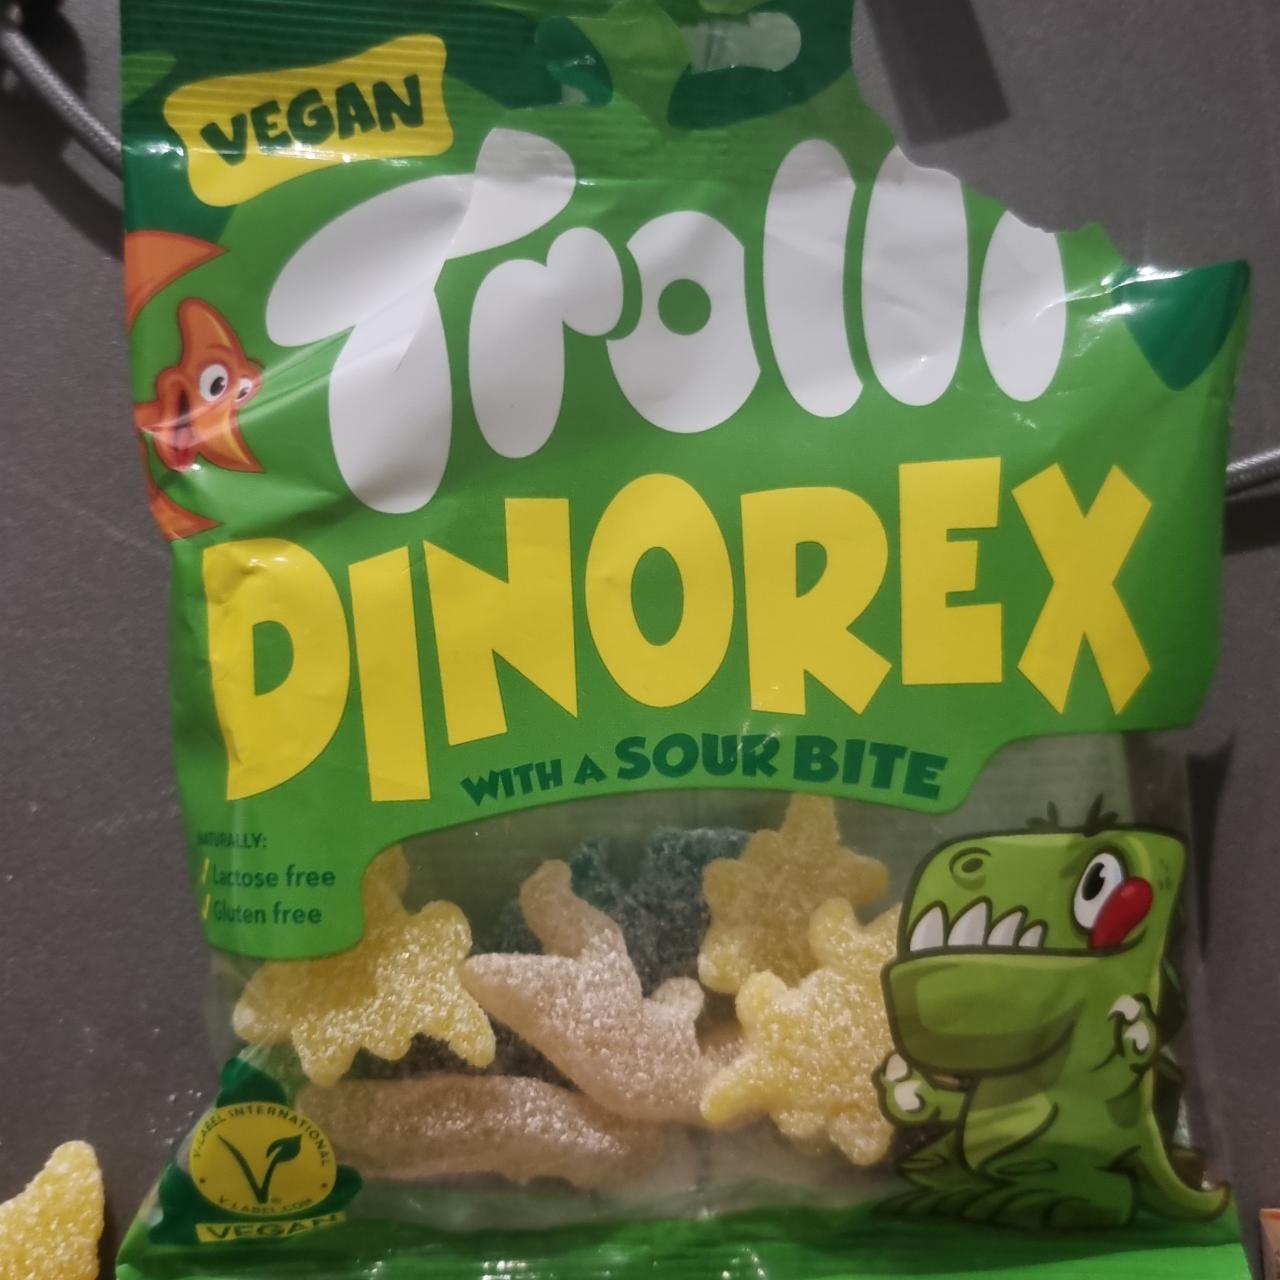 VEGAN
Trolli
DINOREX
WITH A SOUR BITE
NATURALLY:
Lactose free
Gluten free
V-LABEL INTERNATIONAL
V-LABEL.COM
VEGAN